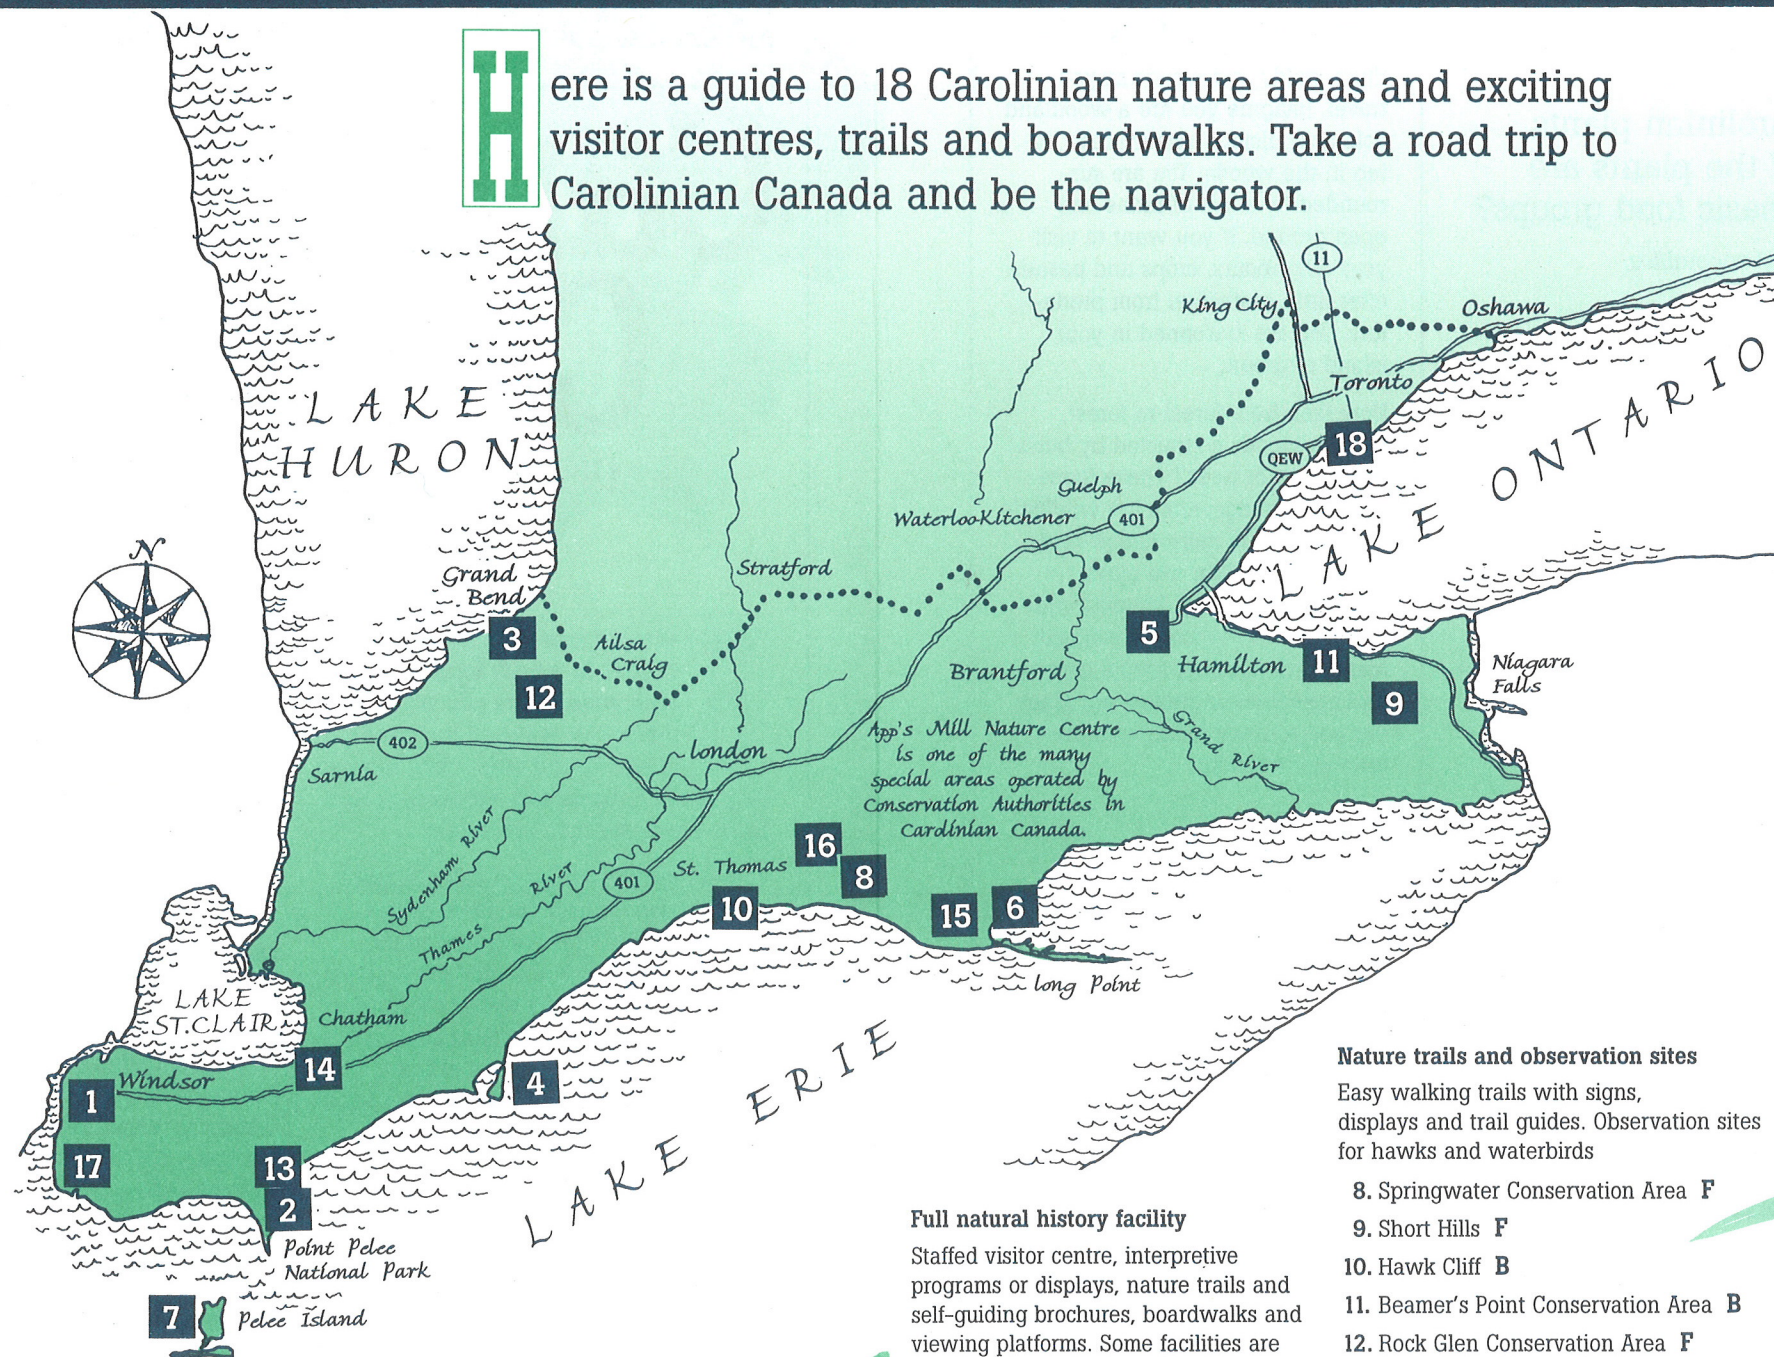 Here is a guide to 18 Carolinian nature areas and exciting
visitor centres, trails and boardwalks. Take a road trip to
Carolinian Canada and be the navigator.
11
King City
Oshawa
Toronto
LAKE
HURON
LAKE ONTARIO
18
QEW
Guelph
Waterloo-Kitchener
401
N
Grand
Bend
Stratford
3
Ailsa
Craig
5
Hamilton
11
Niagara
Falls
Brantford
12
9
Grand River
402
Sarnia
London
App's Mill Nature Centre
is one of the many
special areas operated by
Conservation Authorities in
Carolinian Canada.
Sydenham River
Thames River
401
St. Thomas
16
8
10
15
6
Long Point
LAKE
ST.CLAIR
Chatham
14
Windsor
1
4
LAKE ERIE
17
13
2
Point Pelee
National Park
7
Pelee Island
Full natural history facility
Staffed visitor centre, interpretive
programs or displays, nature trails and
self-guiding brochures, boardwalks and
viewing platforms. Some facilities are
Nature trails and observation sites
Easy walking trails with signs,
displays and trail guides. Observation sites
for hawks and waterbirds
8. Springwater Conservation Area F
9. Short Hills F
10. Hawk Cliff B
11. Beamer's Point Conservation Area B
12. Rock Glen Conservation Area F